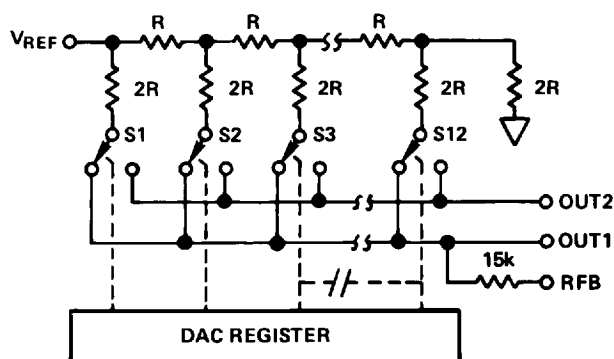 R R R
VREF
2R 2R 2R 2R 2R
S1 S2 S3 S12
OUT2
OUT1
15k
RFB
DAC REGISTER